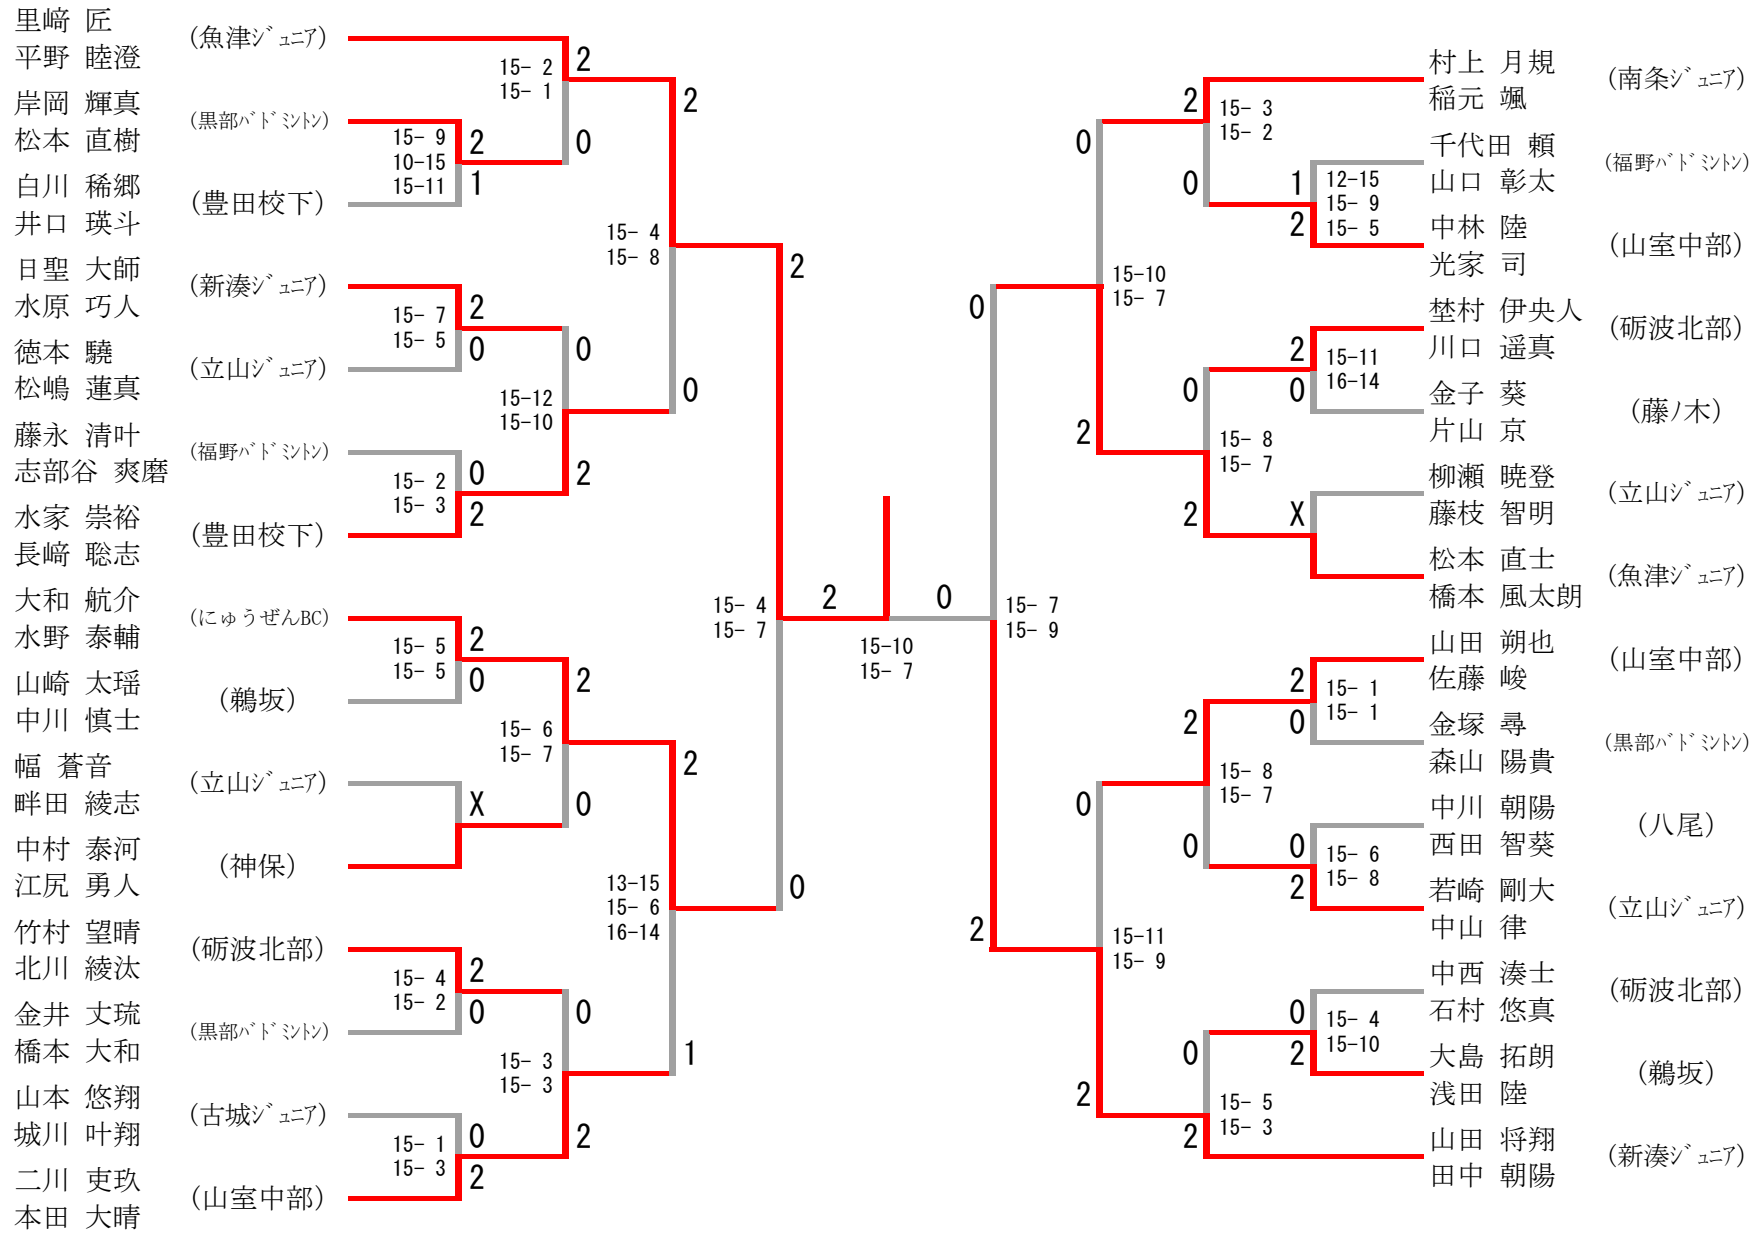 里﨑 匠
平野 睦澄
(魚津ジュニア)
岸岡 輝真
松本 直樹
(黒部バドミントン)
白川 稀郷
井口 瑛斗
(豊田校下)
日聖 大師
水原 巧人
(新湊ジュニア)
徳本 驍
松嶋 蓮真
(立山ジュニア)
藤永 清叶
志部谷 爽磨
(福野バドミントン)
水家 崇裕
長﨑 聡志
(豊田校下)
大和 航介
水野 泰輔
(にゅうぜんBC)
山崎 太瑶
中川 慎士
(鵜坂)
幅 蒼音
畔田 綾志
(立山ジュニア)
中村 泰河
江尻 勇人
(神保)
竹村 望晴
北川 綾汰
(砺波北部)
金井 丈琉
橋本 大和
(黒部バドミントン)
山本 悠翔
城川 叶翔
(古城ジュニア)
二川 吏玖
本田 大晴
(山室中部)
15- 9
10-15
15-11
2
1
15- 7
15- 5
2
0
15- 2
15- 3
0
2
15- 5
15- 5
2
0
X
15- 4
15- 2
2
0
15- 1
15- 3
0
2
15- 2
15- 1
2
0
15-12
15-10
0
2
15- 6
15- 7
2
0
15- 3
15- 3
0
2
15- 4
15- 8
2
0
13-15
15- 6
16-14
2
1
15- 4
15- 7
2
0
2
0
15-10
15- 7
15- 7
15- 9
0
2
15-10
15- 7
0
2
15-11
15- 9
0
2
15- 3
15- 2
2
0
15- 8
15- 7
0
2
15- 8
15- 7
2
0
15- 5
15- 3
0
2
12-15
15- 9
15- 5
1
2
15-11
16-14
2
0
X
15- 1
15- 1
2
0
15- 6
15- 8
0
2
15- 4
15-10
0
2
村上 月規
稲元 颯
(南条ジュニア)
千代田 頼
山口 彰太
(福野バドミントン)
中林 陸
光家 司
(山室中部)
埜村 伊央人
川口 遥真
(砺波北部)
金子 葵
片山 京
(藤ノ木)
柳瀬 暁登
藤枝 智明
(立山ジュニア)
松本 直士
橋本 風太朗
(魚津ジュニア)
山田 朔也
佐藤 峻
(山室中部)
金塚 尋
森山 陽貴
(黒部バドミントン)
中川 朝陽
西田 智葵
(八尾)
若崎 剛大
中山 律
(立山ジュニア)
中西 湊士
石村 悠真
(砺波北部)
大島 拓朗
浅田 陸
(鵜坂)
山田 将翔
田中 朝陽
(新湊ジュニア)